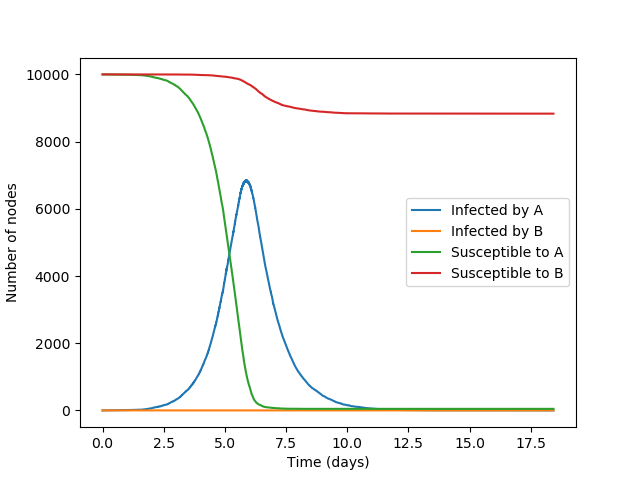 10000
8000
6000
4000
2000
0
Number of nodes
Infected by A
Infected by B
Susceptible to A
Susceptible to B
0.0 2.5 5.0 7.5 10.0 12.5 15.0 17.5
Time (days)